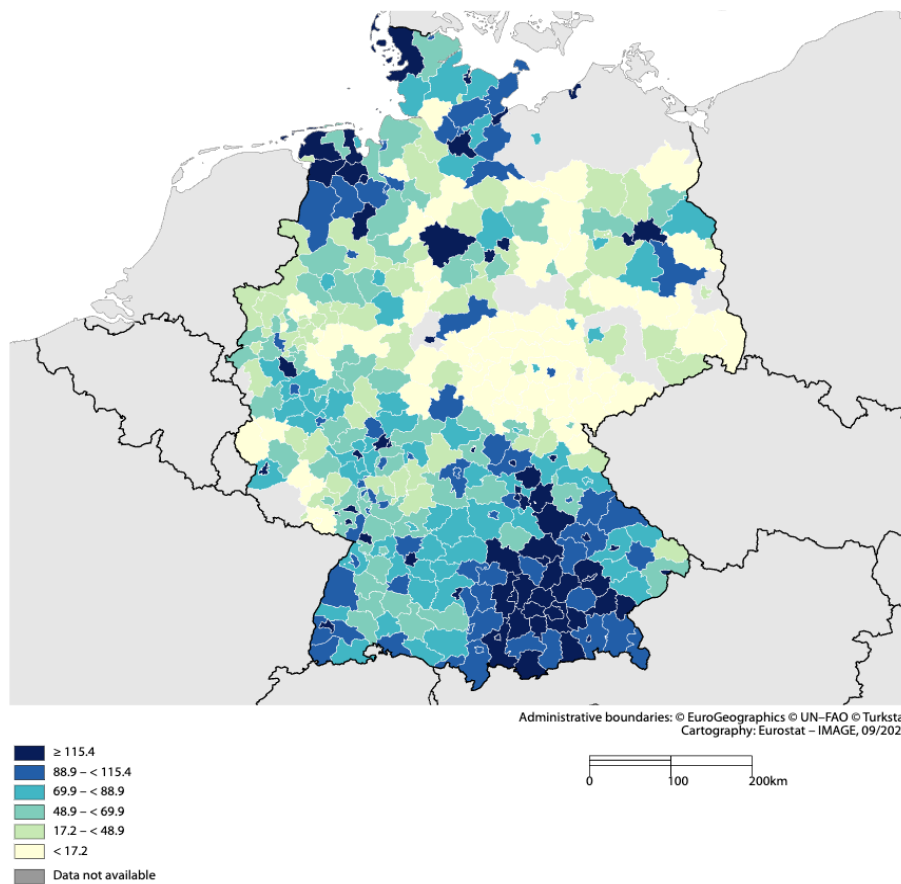 Administrative boundaries: © EuroGeographics © UN–FAO © Turksta
Cartography: Eurostat – IMAGE, 09/202
≥ 115.4
88.9 – < 115.4
69.9 – < 88.9
48.9 – < 69.9
17.2 – < 48.9
< 17.2
Data not available
0 100 200km